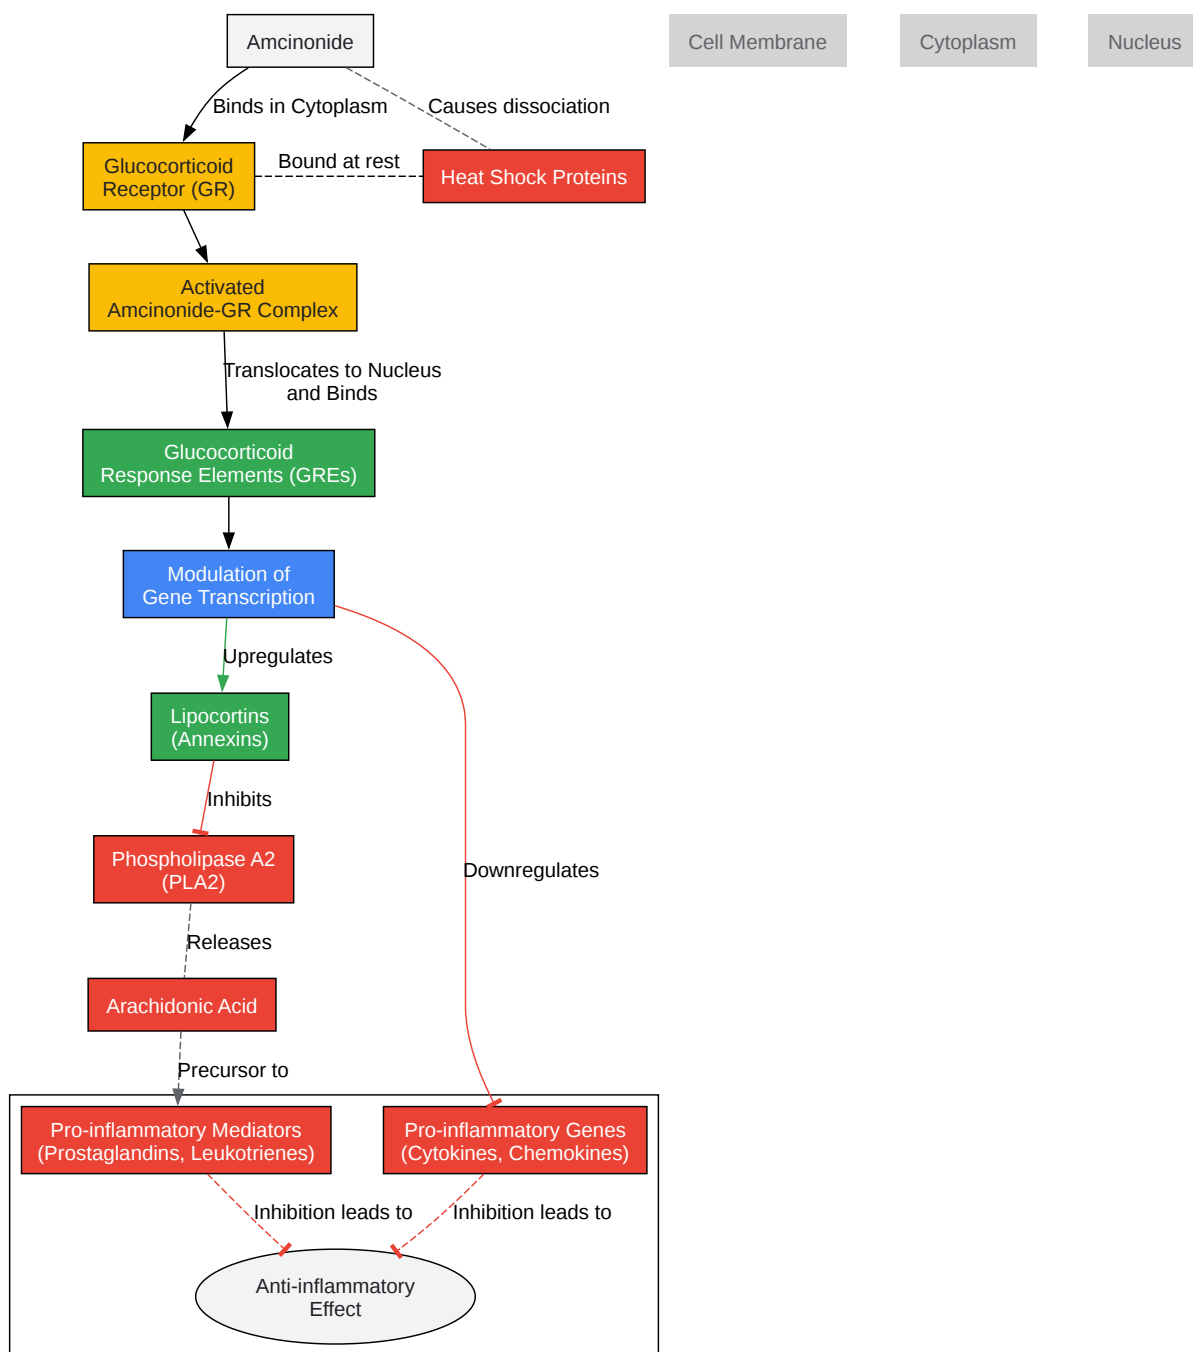 Amcinonide
Cell Membrane
Cytoplasm
Nucleus
Binds in Cytoplasm
Causes dissociation
Glucocorticoid
Receptor (GR)
Bound at rest
Heat Shock Proteins
Activated
Amcinonide-GR Complex
Translocates to Nucleus
and Binds
Glucocorticoid
Response Elements (GREs)
Modulation of
Gene Transcription
Upregulates
Lipocortins
(Annexins)
Inhibits
Phospholipase A2
(PLA2)
Downregulates
Releases
Arachidonic Acid
Precursor to
Pro-inflammatory Mediators
(Prostaglandins, Leukotrienes)
Pro-inflammatory Genes
(Cytokines, Chemokines)
Inhibition leads to
Inhibition leads to
Anti-inflammatory
Effect